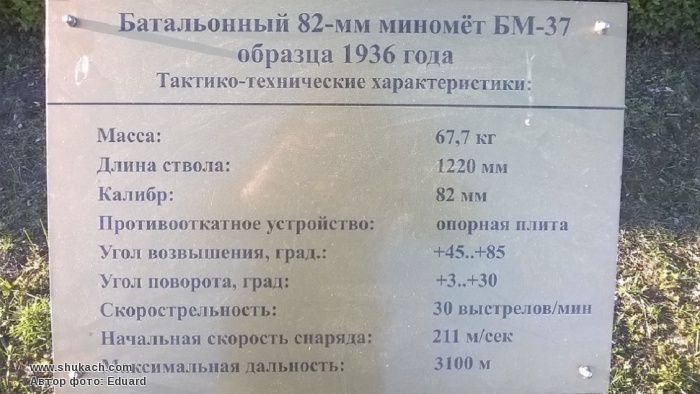 Батальонный 82-мм миномёт БМ-37
образца 1936 года
Тактико-технические характеристики:
Масса: 67,7 кг
Длина ствола: 1220 мм
Калибр: 82 мм
Противооткатное устройство: опорная плита
Угол возвышения, град.: +45..+85
Угол поворота, град: +3..+30
Скорострельность: 30 выстрелов/мин
Начальная скорость снаряда: 211 м/сек
Максимальная дальность: 3100 м
www.shukach.com
Автор фото: Eduard